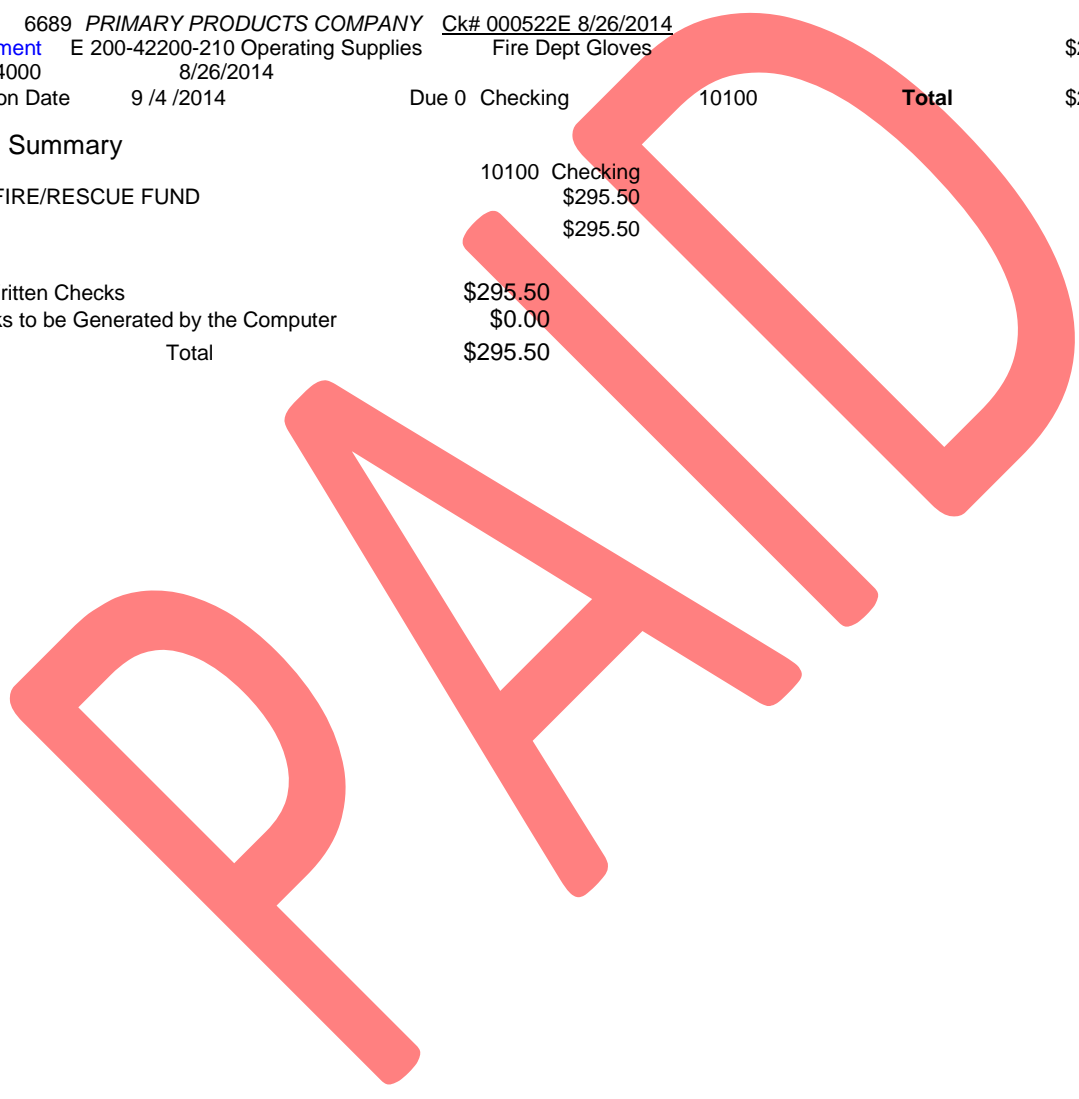 6689 PRIMARY PRODUCTS COMPANY Ck# 000522E 8/26/2014
ment E 200-42200-210 Operating Supplies Fire Dept Gloves $2
4000 8/26/2014
on Date 9 /4 /2014 Due 0 Checking 10100 Total $2
Summary
10100 Checking
FIRE/RESCUE FUND $295.50
$295.50
ritten Checks $295.50
ks to be Generated by the Computer $0.00
Total $295.50
PAID